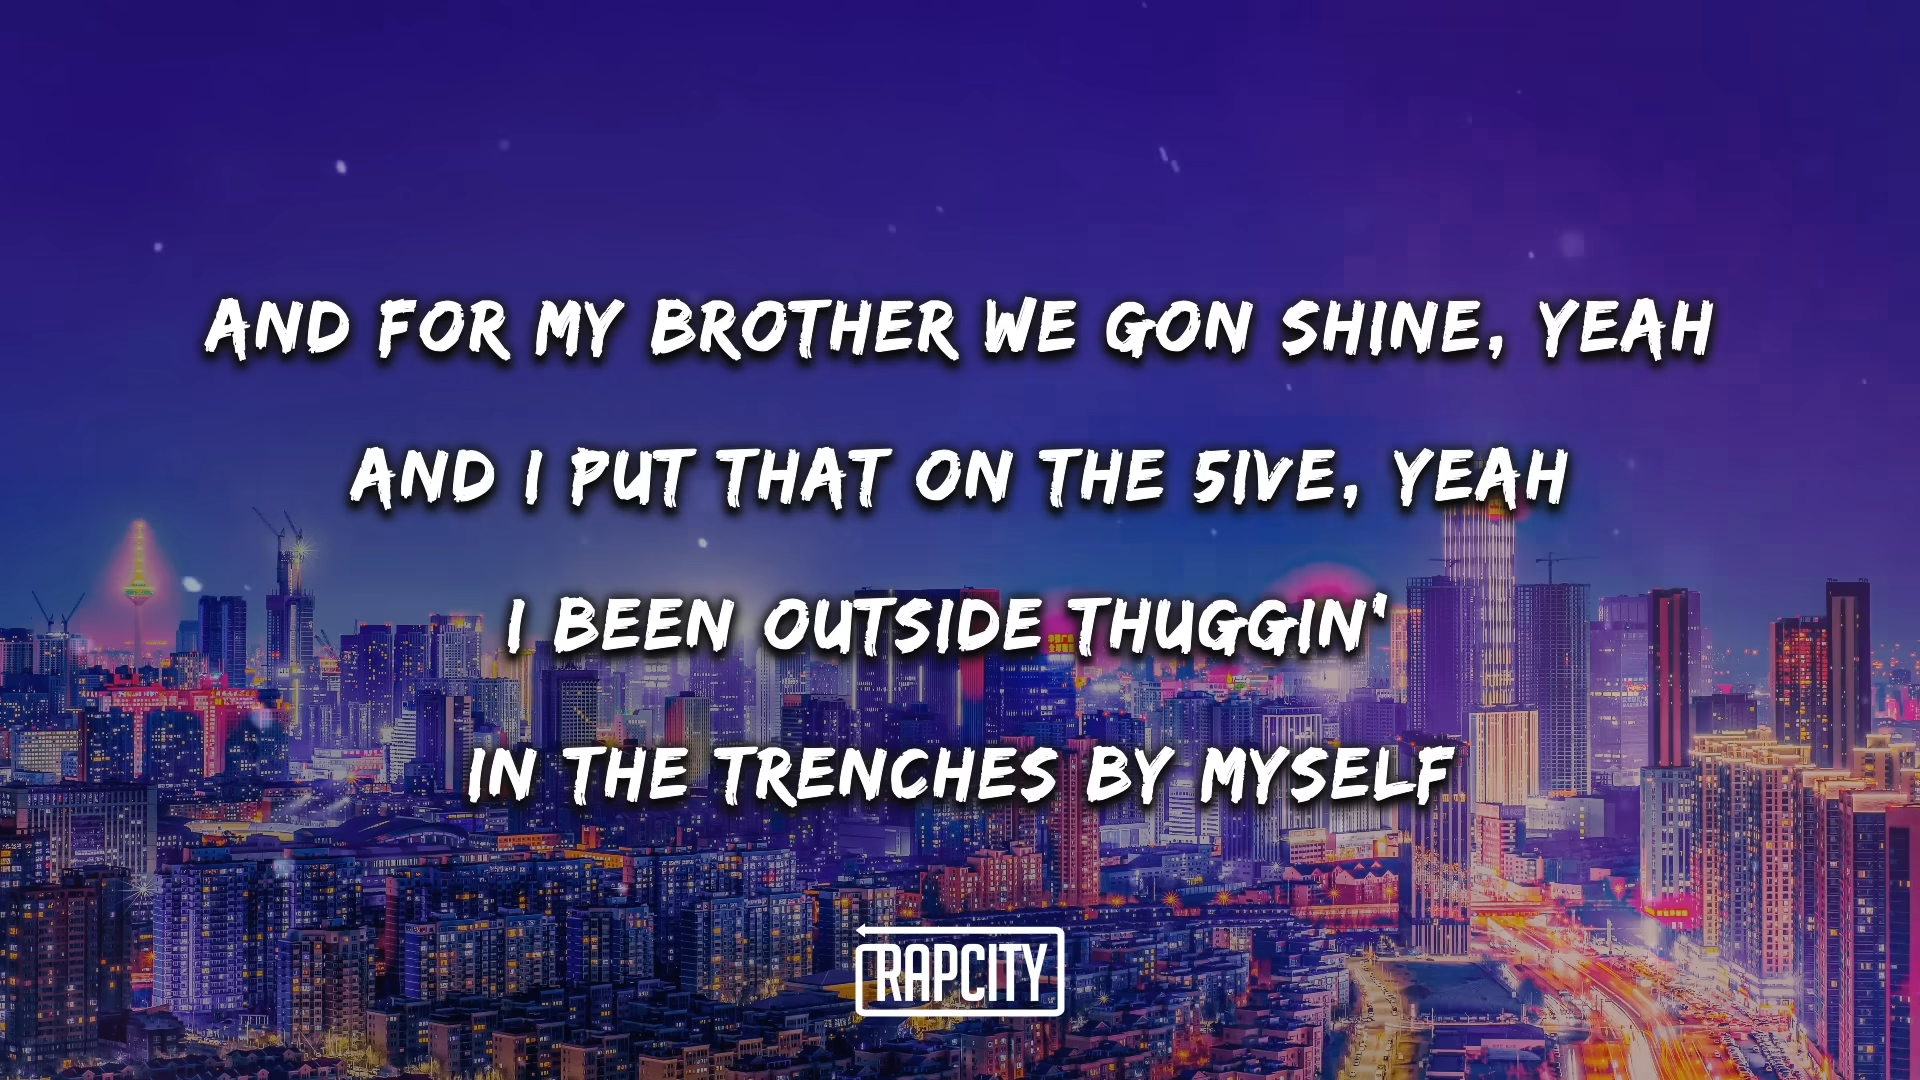 AND FOR MY BROTHER WE GON SHINE, YEAH
AND I PUT THAT ON THE 5IVE, YEAH
I BEEN OUTSIDE THUGGIN'
IN THE TRENCHES BY MYSELF
RAPCITY